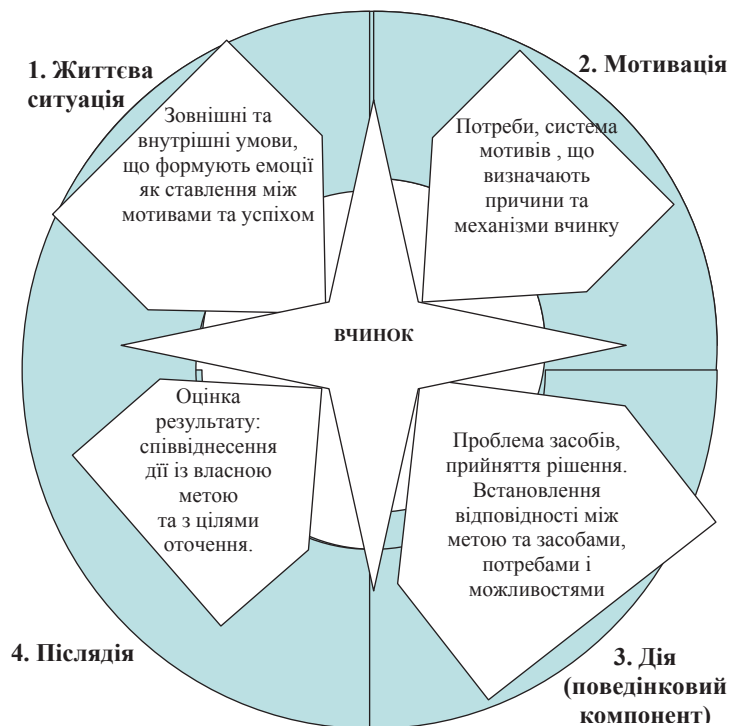 1. Життєва
ситуація
Зовнішні та
внутрішні умови,
що формують емоції
як ставлення між
мотивами та успіхом
2. Мотивація
Потреби, система
мотивів , що
визначають
причини та
механізми вчинку
ВЧИНОК
Оцінка
результату:
співвіднесення
дії із власною
метою
та з цілями
оточення.
4. Післядія
Проблема засобів,
прийняття рішення.
Встановлення
відповідності між
метою та засобами,
потребами і
можливостями
3. Дія
(поведінковий
компонент)